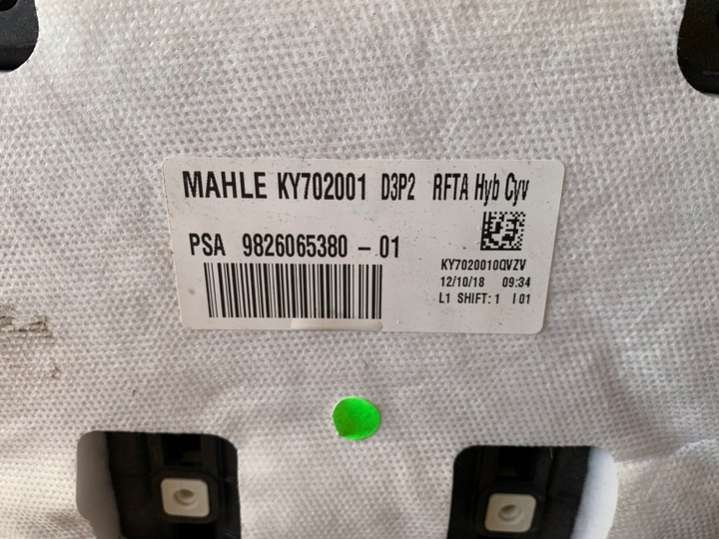 MAHLE KY702001 D3P2 RFTA Hyb Cyv
PSA 9826065380 - 01
KY7020010QVZV
12/10/18 09:34
L1 SHIFT: 1 I 01